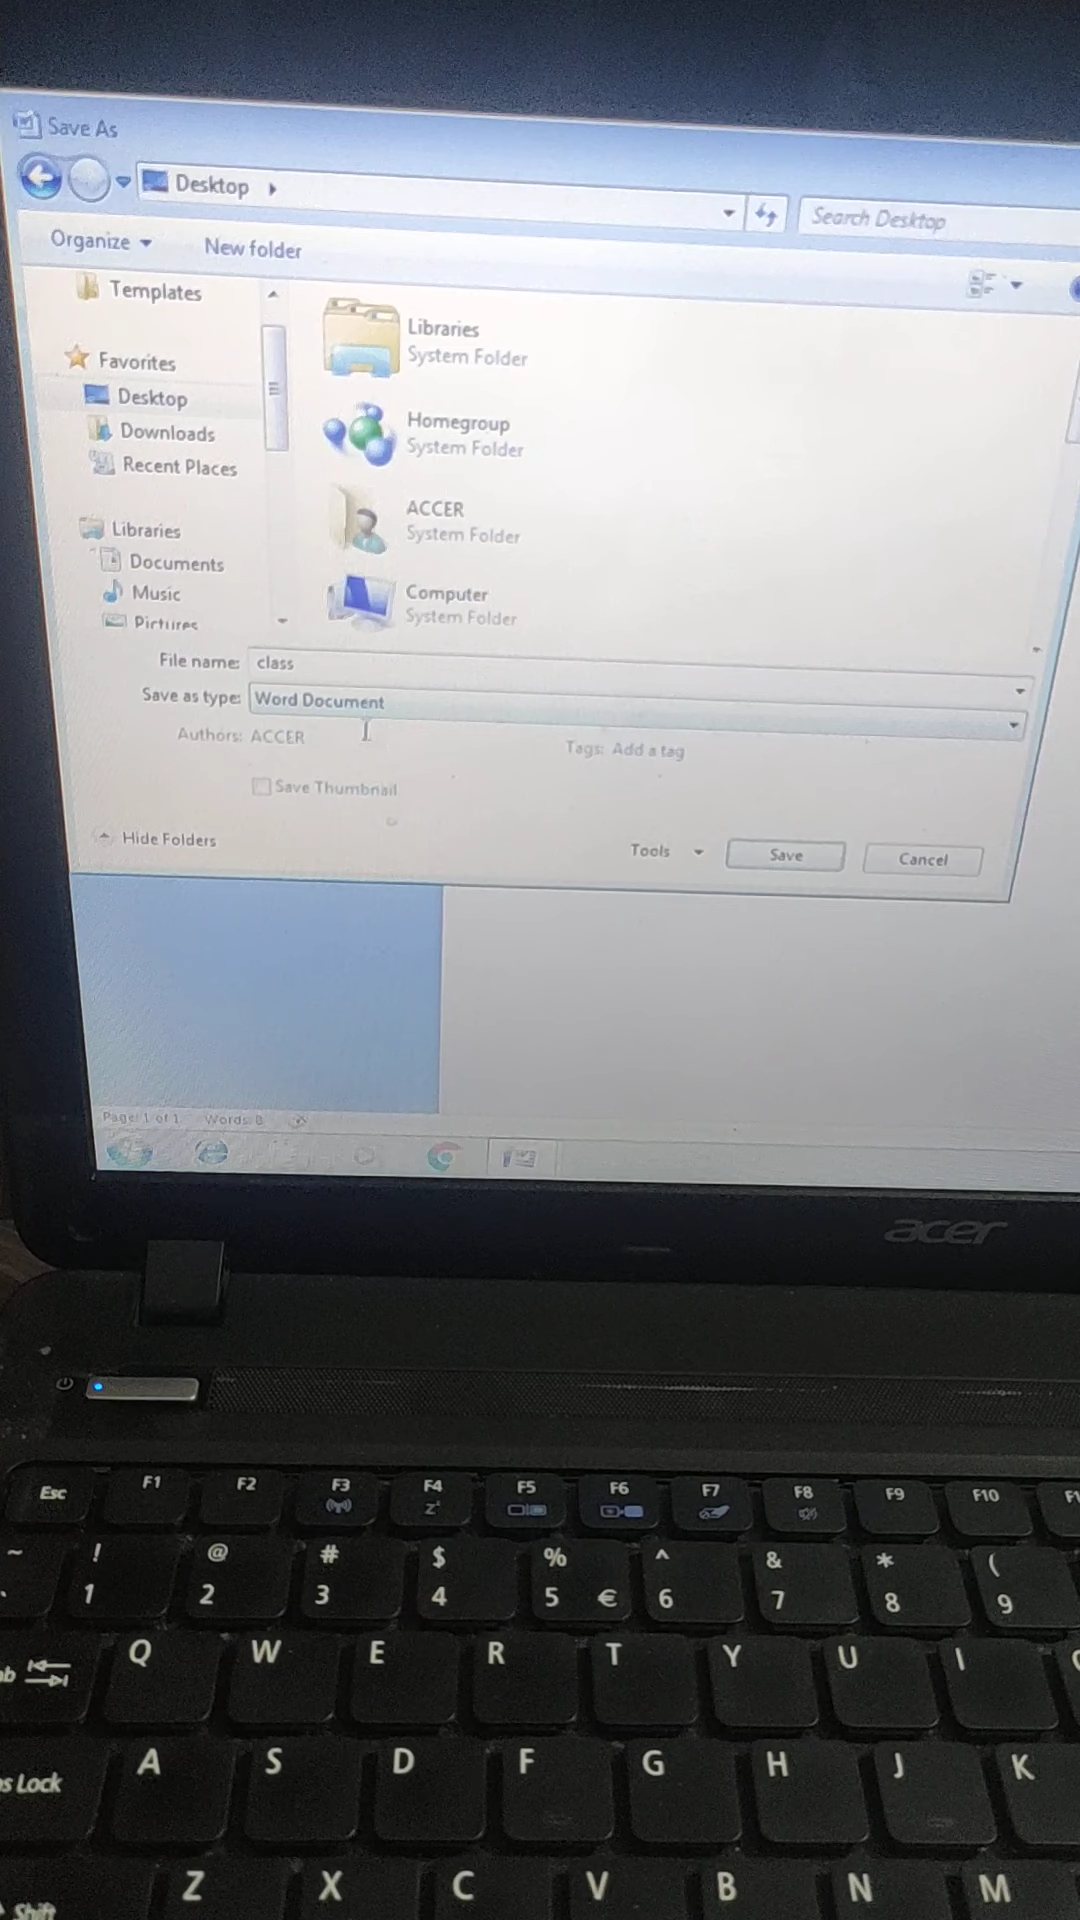 Save As
Desktop
Search Desktop
Organize
New folder
Templates
Favorites
Desktop
Downloads
Recent Places
Libraries
Documents
Music
Pictures
Libraries
System Folder
Homegroup
System Folder
ACCER
System Folder
Computer
System Folder
File name: class
Save as type: Word Document
Authors: ACCER
Tags: Add a tag
Save Thumbnail
Hide Folders
Tools
Save
Cancel
Page: 1 of 1
Words:
acer
Esc F1 F2 F3 F4 F5 F6 F7 F8 F9 F10
~ ! @ # $ % ^ & * (
1 2 3 4 5 € 6 7 8 9
Q W E R T Y U I
A S D F G H J K
Lock
Z X C V B N M
Shift